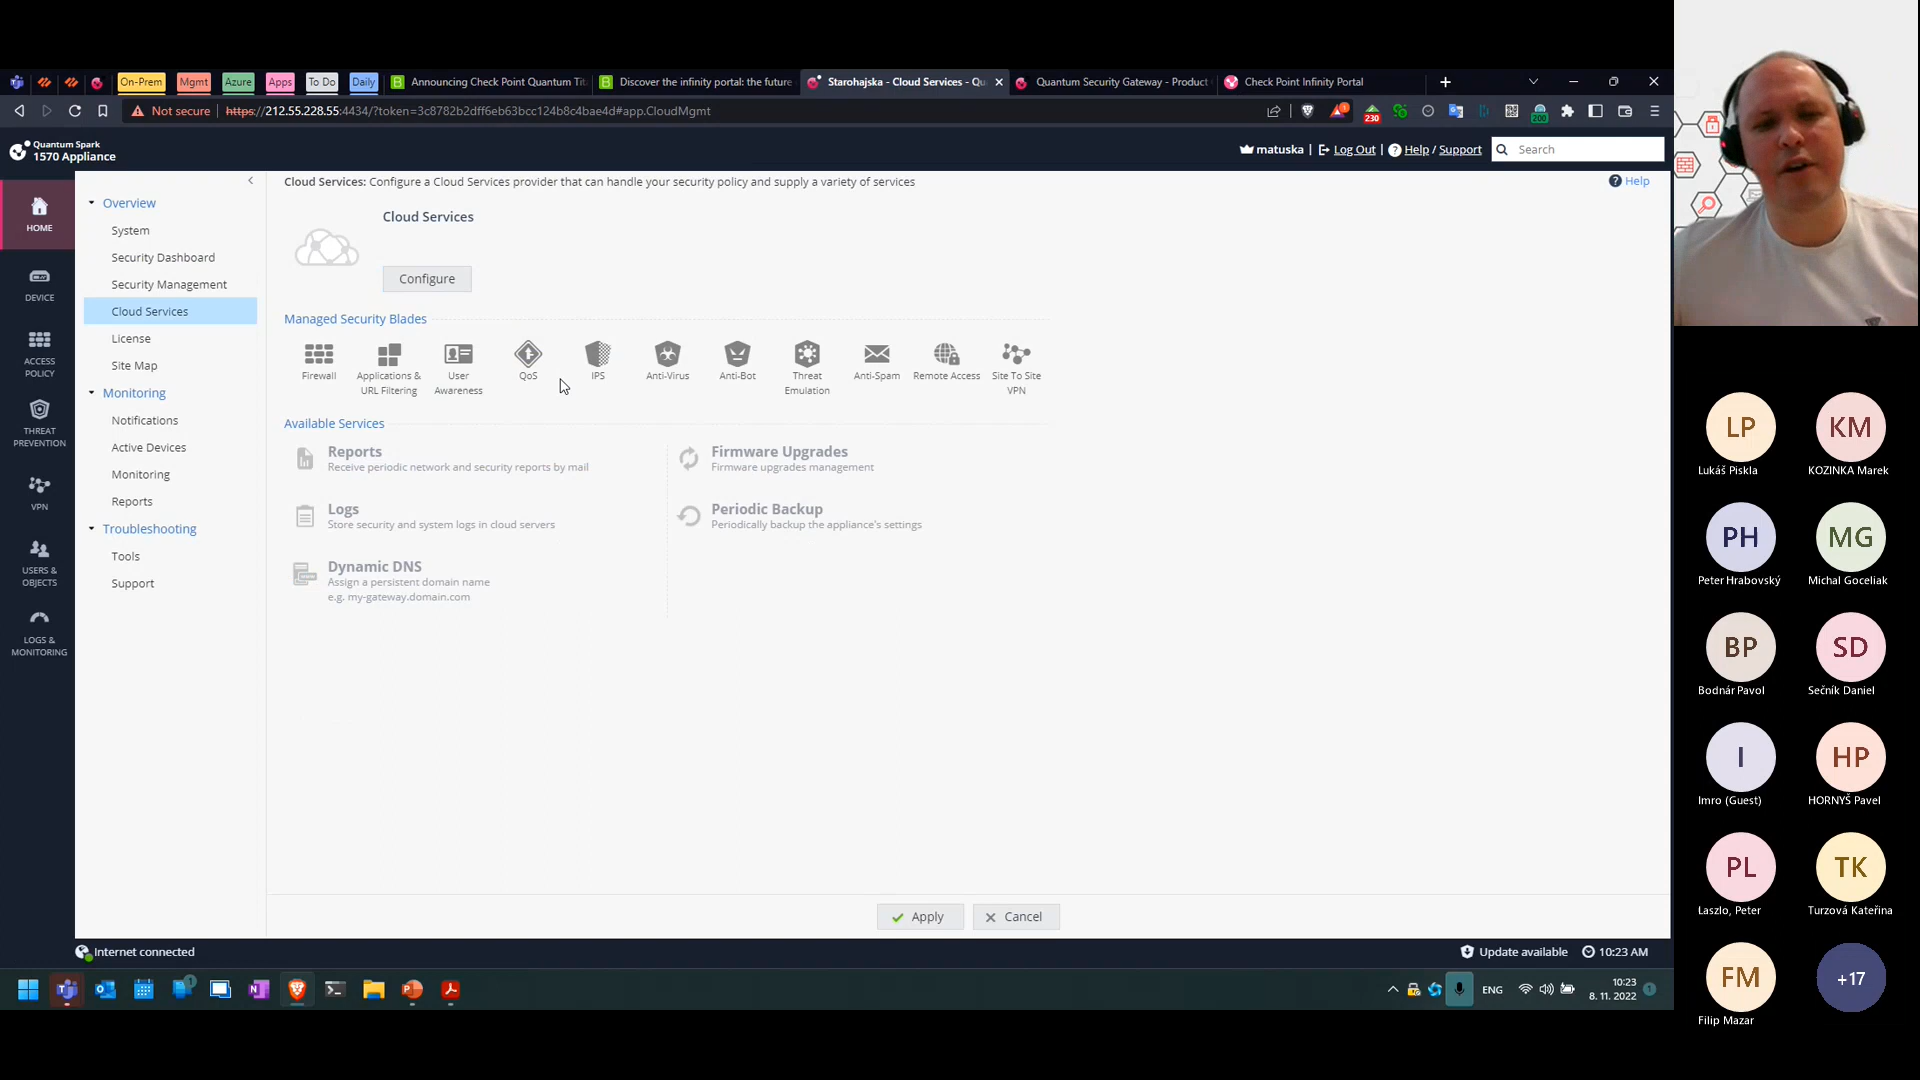 On-Prem
Mgmt
Azure
Apps
To Do
Daily
Announcing Check Point Quantum Tit
Discover the infinity portal: the future
Starohajska - Cloud Services - Qu
Quantum Security Gateway - Product
Check Point Infinity Portal
Not secure
https://212.55.228.55:4434/?token=3c8782b2dff6eb63bcc124b8c4bae4d#app.CloudMgmt
230
200
Quantum Spark
1570 Appliance
matuska | Log Out | Help / Support
Search
HOME
DEVICE
ACCESS
POLICY
THREAT
PREVENTION
VPN
USERS &
OBJECTS
LOGS &
MONITORING
Overview
System
Security Dashboard
Security Management
Cloud Services
License
Site Map
Monitoring
Notifications
Active Devices
Monitoring
Reports
Troubleshooting
Tools
Support
Cloud Services: Configure a Cloud Services provider that can handle your security policy and supply a variety of services
Help
Cloud Services
Configure
Managed Security Blades
Firewall
Applications &
URL Filtering
User
Awareness
QoS
IPS
Anti-Virus
Anti-Bot
Threat
Emulation
Anti-Spam
Remote Access
Site To Site
VPN
Available Services
Reports
Receive periodic network and security reports by mail
Logs
Store security and system logs in cloud servers
Dynamic DNS
Assign a persistent domain name
e.g. my-gateway.domain.com
Firmware Upgrades
Firmware upgrades management
Periodic Backup
Periodically backup the appliance's settings
Apply
Cancel
Internet connected
Update available
10:23 AM
ENG
10:23
8. 11. 2022
1
LP
Lukáš Piskla
KM
KOZINKA Marek
PH
Peter Hrabovský
MG
Michal Goceliak
BP
Bodnár Pavol
SD
Sečník Daniel
I
Imro (Guest)
HP
HORNYŠ Pavel
PL
Laszlo, Peter
TK
Turzová Kateřina
FM
Filip Mazar
+17